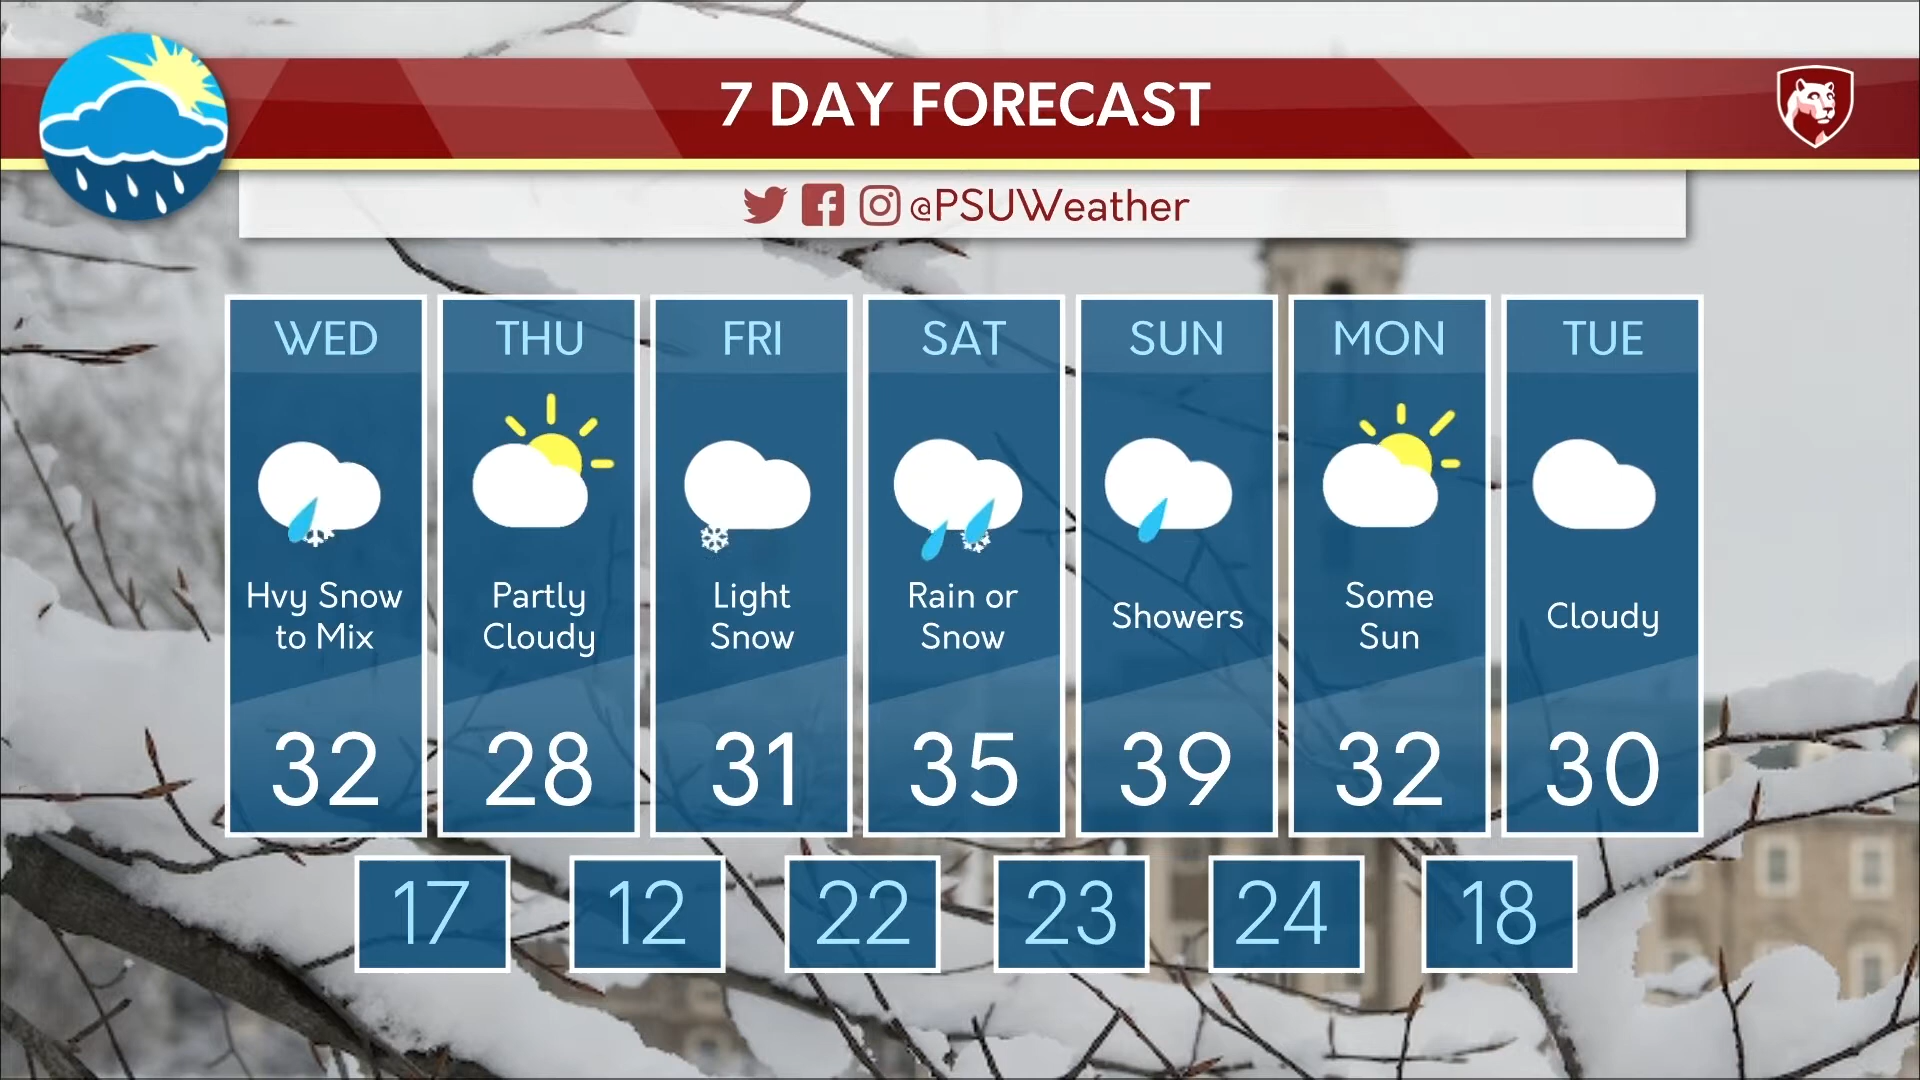 7 DAY FORECAST
@PSUWeather
WED
Hvy Snow
to Mix
32
THU
Partly
Cloudy
28
FRI
Light
Snow
31
SAT
Rain or
Snow
35
SUN
Showers
39
MON
Some
Sun
32
TUE
Cloudy
30
17
12
22
23
24
18